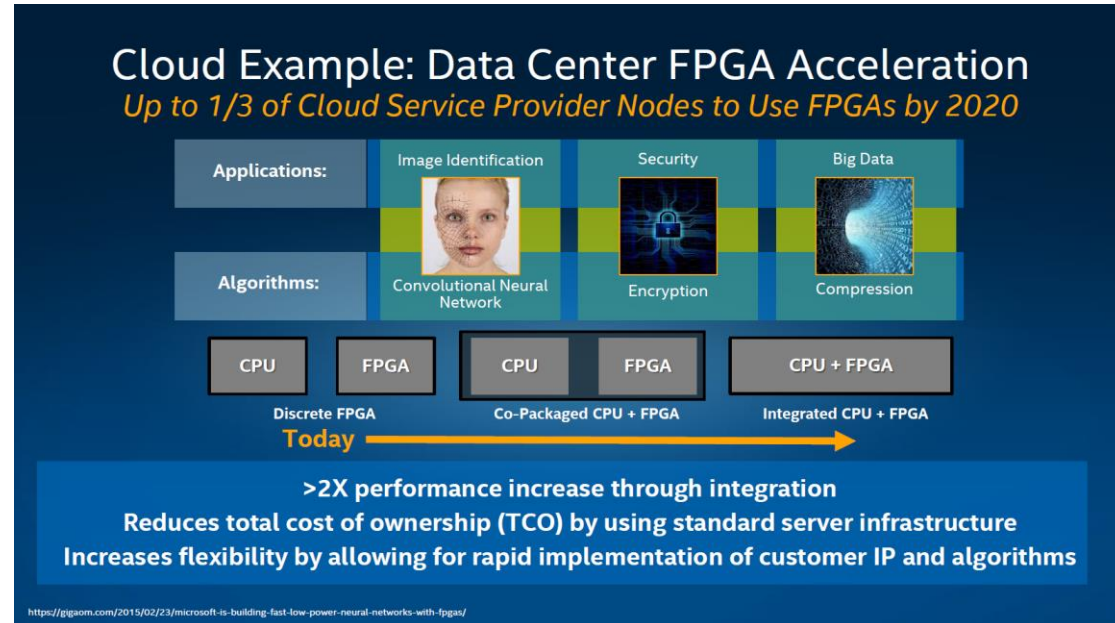 Cloud Example: Data Center FPGA Acceleration
Up to 1/3 of Cloud Service Provider Nodes to Use FPGAs by 2020
Applications:
Image Identification
Security
Big Data
Algorithms:
Convolutional Neural
Network
Encryption
Compression
CPU
FPGA
CPU
FPGA
CPU + FPGA
Discrete FPGA
Co-Packaged CPU + FPGA
Integrated CPU + FPGA
Today
>2X performance increase through integration
Reduces total cost of ownership (TCO) by using standard server infrastructure
Increases flexibility by allowing for rapid implementation of customer IP and algorithms
https://gigaom.com/2015/02/23/microsoft-is-building-fast-low-power-neural-networks-with-fpgas/